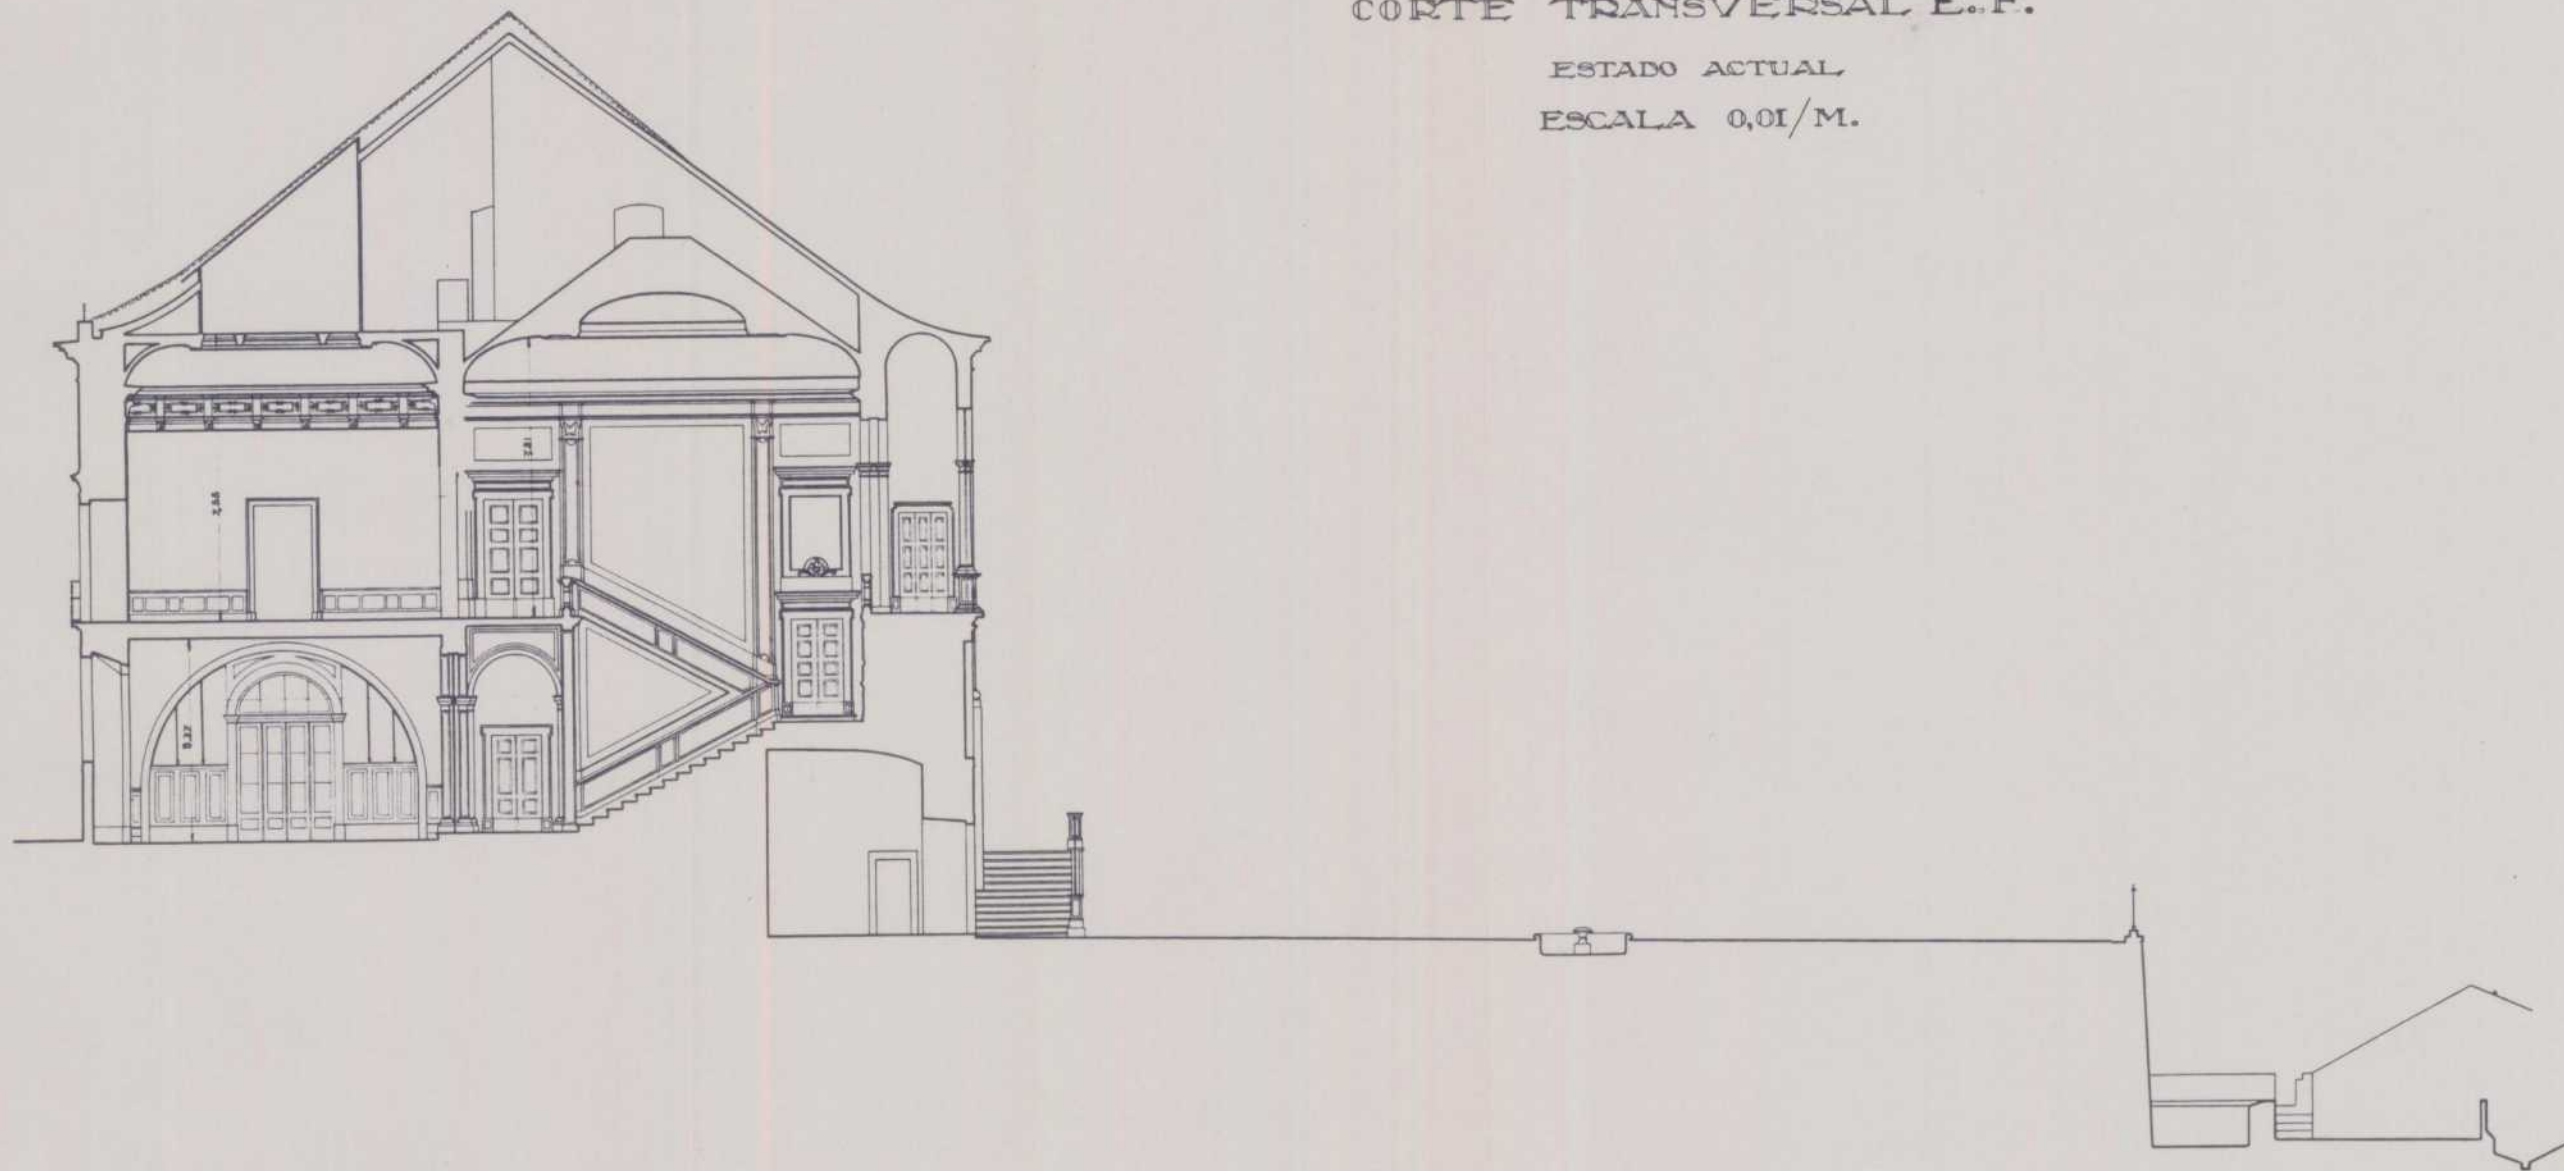 CORTE TRANSVERSAL E. F.
ESTADO ACTUAL
ESCALA 0,01/M.